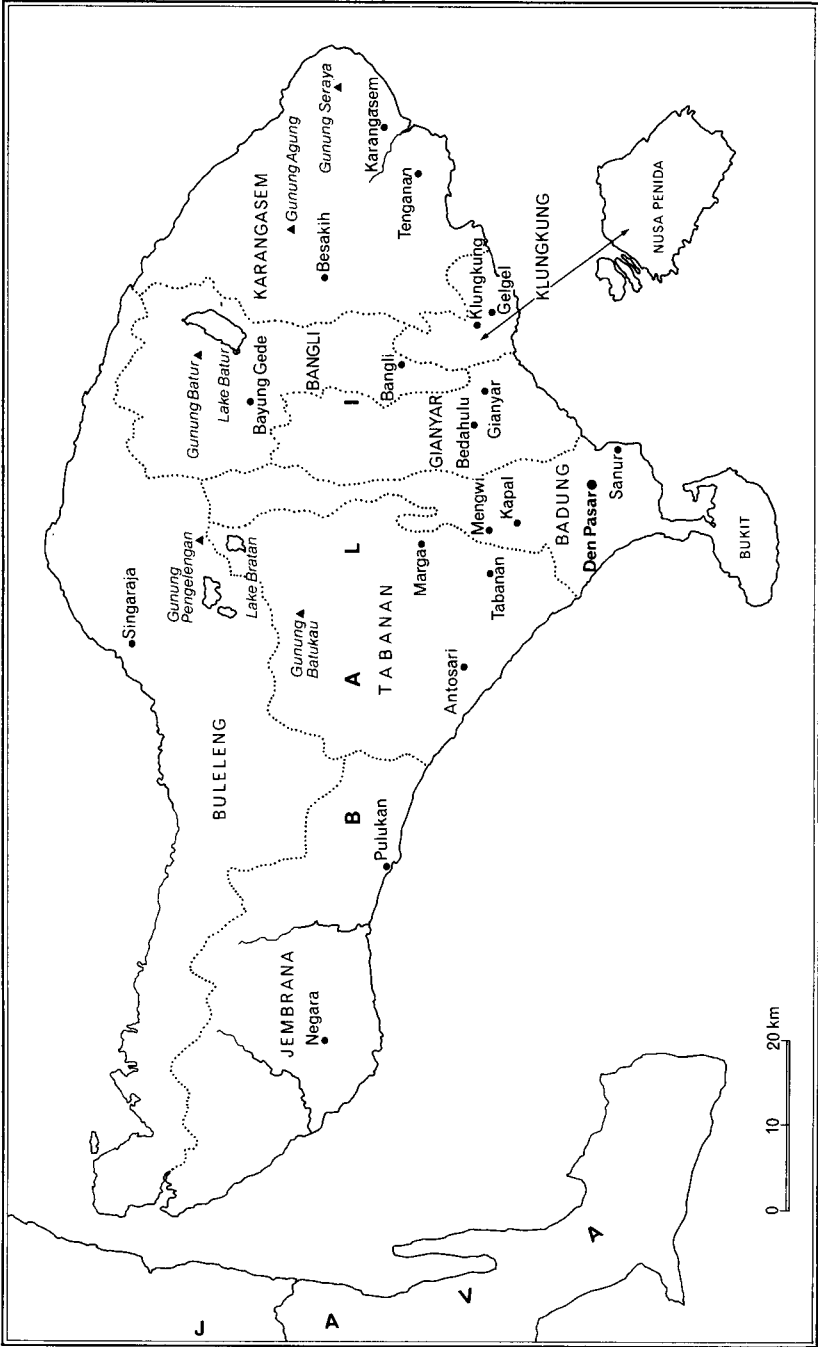 J
A
V
A
B
A
L
I
BULELENG
Singaraja
Gunung
Pengelengan
Lake Bratan
Gunung
Batukau
JEMBRANA
Negara
Pulukan
TABANAN
Antosari
Marga
Tabanan
Mengwi
Kapal
BADUNG
Den Pasar
Sanur
BUKIT
Gunung Batur
Lake Batur
Bayung Gede
BANGLI
Bangli
GIANYAR
Bedahulu
Gianyar
KARANGASEM
Gunung Agung
Besakih
Gunung Seraya
Karangasem
Tenganan
Klungkung
Gelgel
KLUNGKUNG
NUSA PENIDA
0 10 20 km